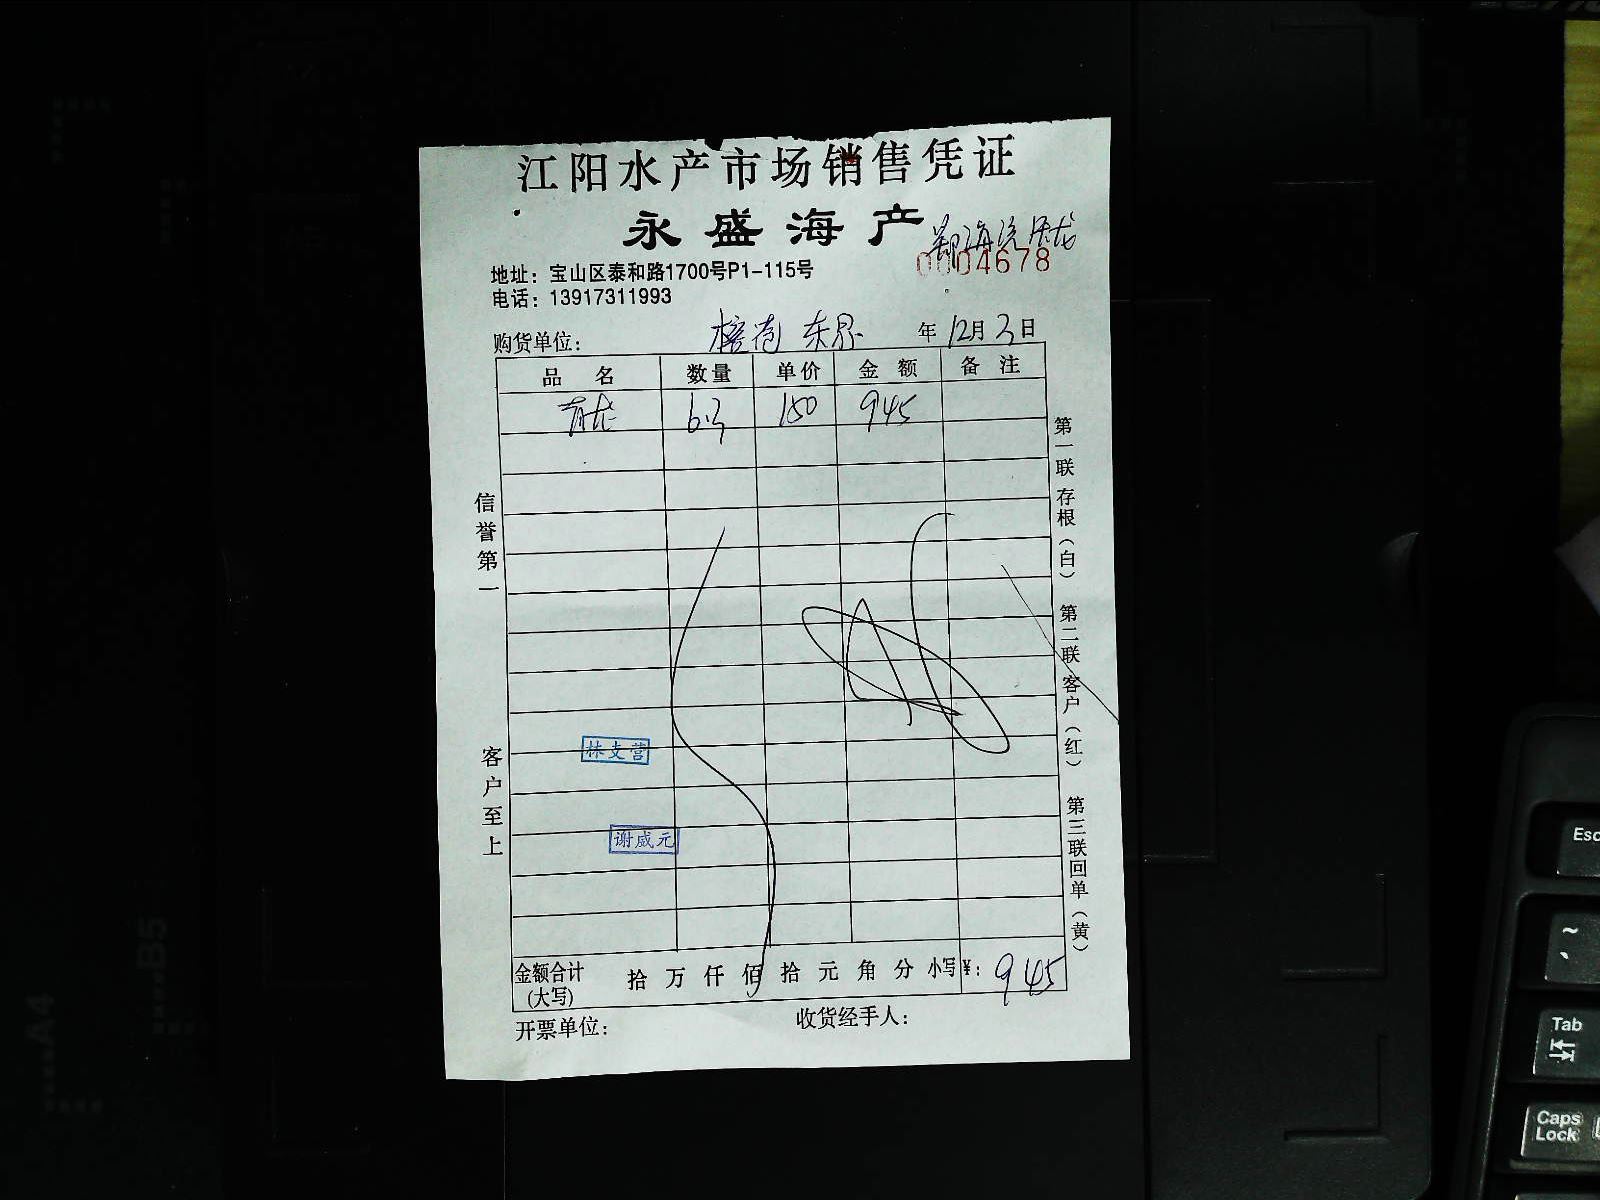 江阳水产市场销售凭证
永盛海产
0004678
地址：宝山区泰和路1700号P1-115号
电话：13917311993
购货单位： 年 12月 3日
品 名 数量 单价 金 额 备 注
青龙 6.3 150 945
信誉第一
客户至上
第一联 存根（白） 第二联 客户（红） 第三联 回单（黄）
林支营
谢威元
金额合计（大写） 拾 万 仟 佰 拾 元 角 分 小写¥：945
开票单位： 收货经手人：
B5
A4
Esc
~
Tab
Caps Lock